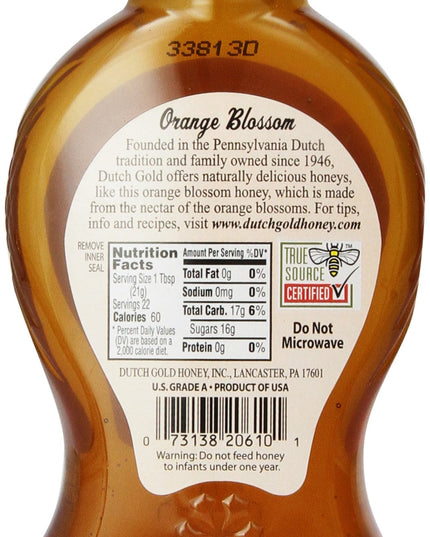 33813D
Orange Blossom
Founded in the Pennsylvania Dutch
tradition and family owned since 1946,
Dutch Gold offers naturally delicious honeys,
like this orange blossom honey, which is made
from the nectar of the orange blossoms. For tips,
info and recipes, visit www.dutchgoldhoney.com
REMOVE
INNER
SEAL
Nutrition
Facts
Serving Size 1 Tbsp
(21g)
Servings 22
Calories 60
* Percent Daily Values
(DV) are based on a
2,000 calorie diet.
Amount Per Serving %DV*
Total Fat 0g 0%
Sodium 0mg 0%
Total Carb. 17g 6%
Sugars 16g
Protein 0g 0%
TRUE
SOURCE
CERTIFIED
TM
Do Not
Microwave
DUTCH GOLD HONEY, INC., LANCASTER, PA 17601
U.S. GRADE A • PRODUCT OF USA
0 73138 20610 1
Warning: Do not feed honey
to infants under one year.